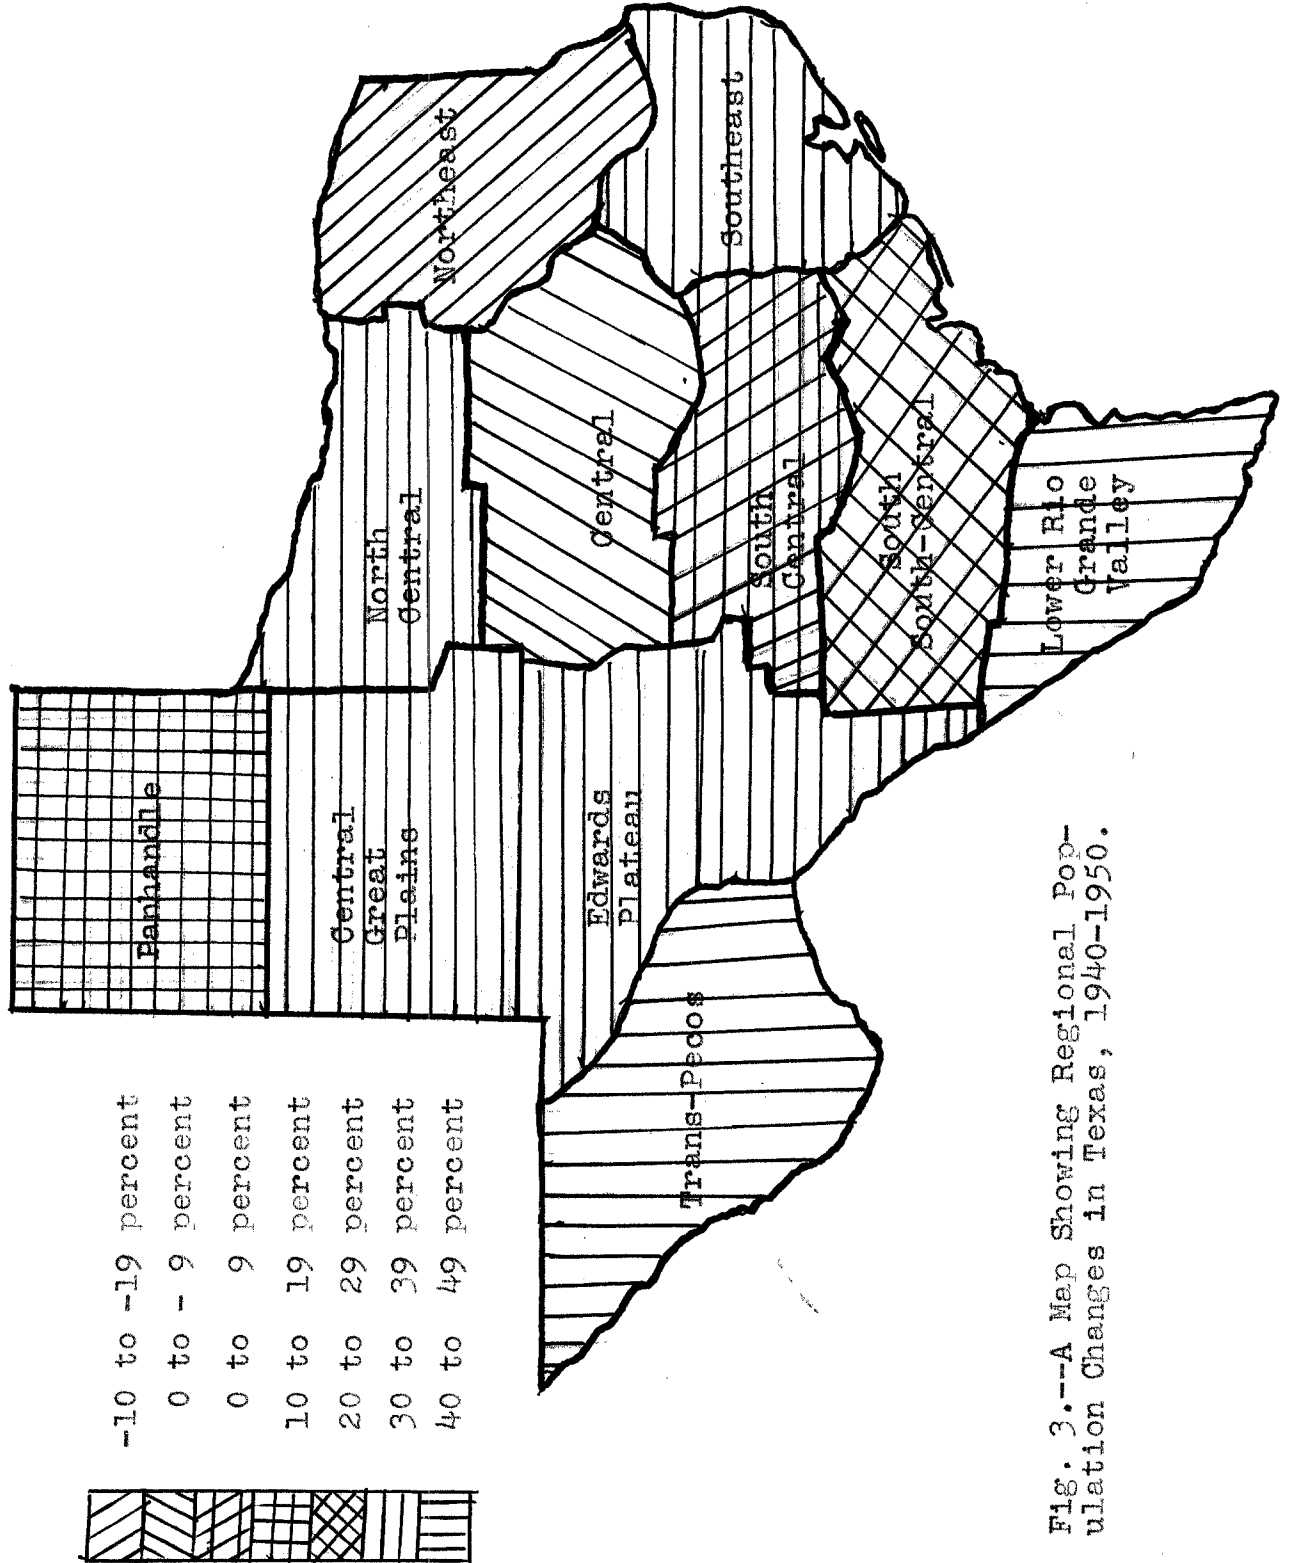 -10 to -19 percent
0 to - 9 percent
0 to 9 percent
10 to 19 percent
20 to 29 percent
30 to 39 percent
40 to 49 percent
Panhandle
Central
Great
Plains
North
Central
Northeast
Edwards
Plateau
Central
Trans-Pecos
South
Central
Southeast
South
South-Central
Lower Rio
Grande
Valley
Fig. 3.--A Map Showing Regional Pop-
ulation Changes in Texas, 1940-1950.